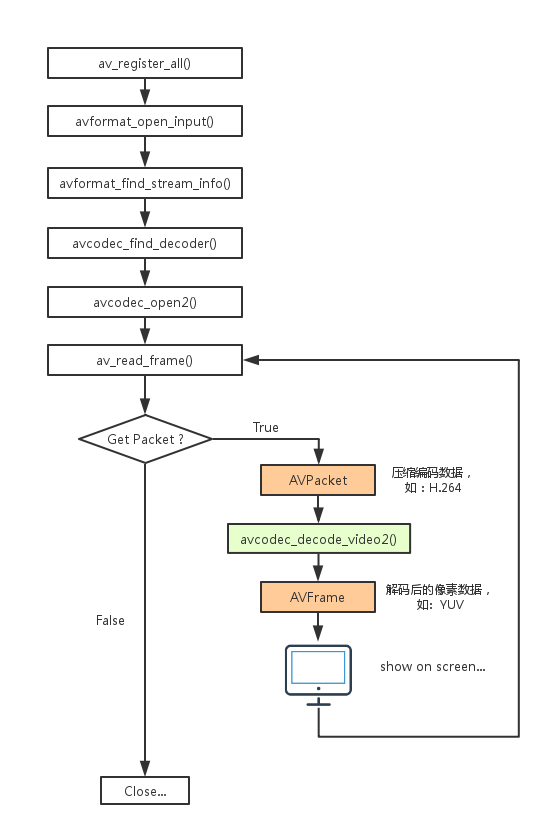 av_register_all()
avformat_open_input()
avformat_find_stream_info()
avcodec_find_decoder()
avcodec_open2()
av_read_frame()
Get Packet ?
True
AVPacket
压缩编码数据，
如：H.264
avcodec_decode_video2()
AVFrame
解码后的像素数据，
如:  YUV
False
show on screen...
Close...